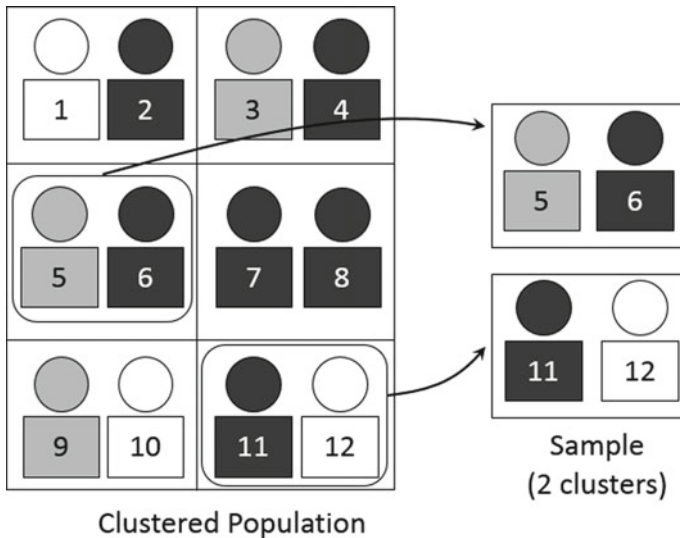 1 2 3 4
5 6
5 6 7 8
11 12
9 10 11 12
Sample
(2 clusters)
Clustered Population